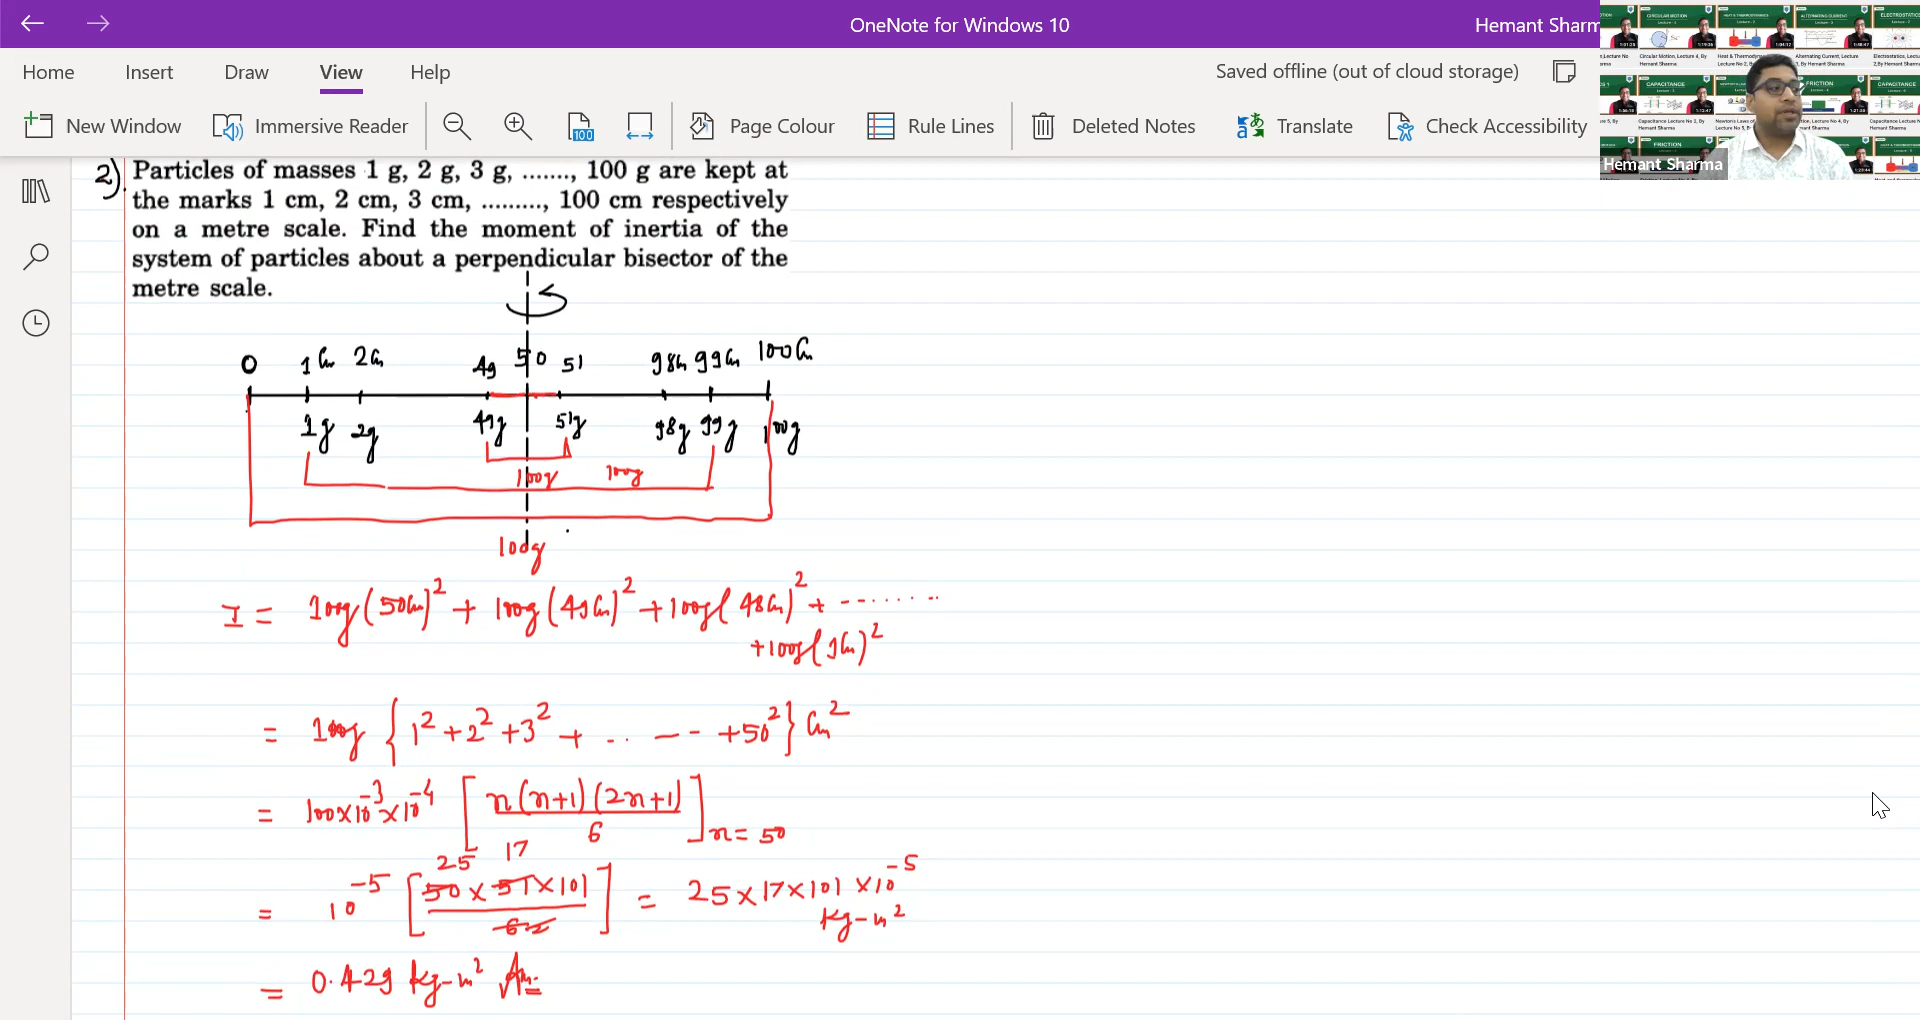 OneNote for Windows 10
Hemant Sharm
Home Insert Draw View Help
Saved offline (out of cloud storage)
New Window Immersive Reader 100 Page Colour Rule Lines Deleted Notes Translate Check Accessibility
Hemant Sharma
2) Particles of masses 1 g, 2 g, 3 g, ......., 100 g are kept at
the marks 1 cm, 2 cm, 3 cm, ........., 100 cm respectively
on a metre scale. Find the moment of inertia of the
system of particles about a perpendicular bisector of the
metre scale.
0 1cm 2cm 49 50 51 98cm 99cm 100cm
1g 2g 49g 51g 98g 99g 100g
100g 100g
100g
I = 100g(50cm)² + 100g(49cm)² + 100g(48cm)² + ........
+100g(1cm)²
= 100g {1² + 2² + 3² + .. -- - +50²} cm²
= 100×10⁻³×10⁻⁴ [n(n+1)(2n+1)/6] n = 50
25 17
= 10⁻⁵ [50 × 51 × 101 / 6 2] = 25 × 17 × 101 × 10⁻⁵
kg-m²
= 0.429 kg-m² Ans